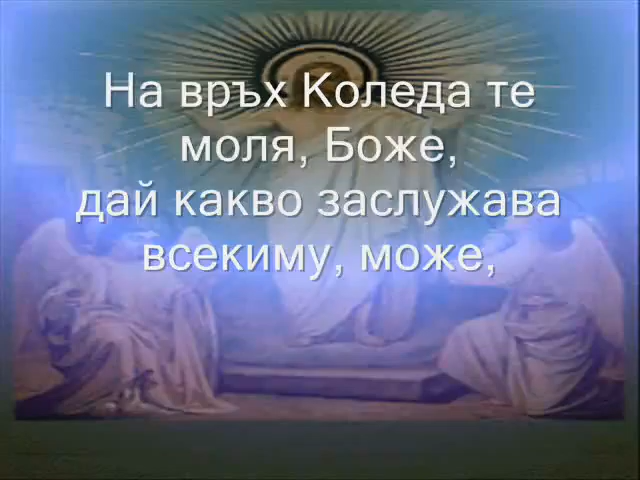 На връх Коледа те
моля, Боже,
дай какво заслужава
всекиму, може,